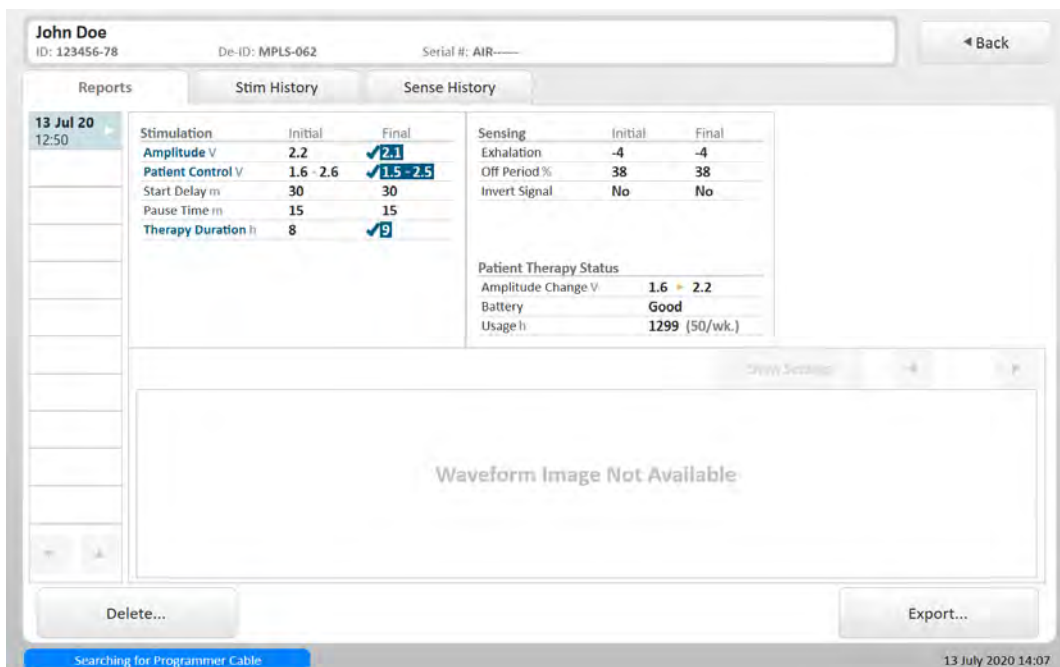 John Doe
ID: 123456-78 De-ID: MPLS-062 Serial #: AIR------
◄ Back
Reports Stim History Sense History
13 Jul 20
12:50
Stimulation Initial Final
Amplitude V 2.2 ✓2.1
Patient Control V 1.6 - 2.6 ✓1.5 - 2.5
Start Delay m 30 30
Pause Time m 15 15
Therapy Duration h 8 ✓9
Sensing Initial Final
Exhalation -4 -4
Off Period % 38 38
Invert Signal No No
Patient Therapy Status
Amplitude Change V 1.6 ► 2.2
Battery Good
Usage h 1299 (50/wk.)
Waveform Image Not Available
Delete... Export...
Searching for Programmer Cable 13 July 2020 14:07